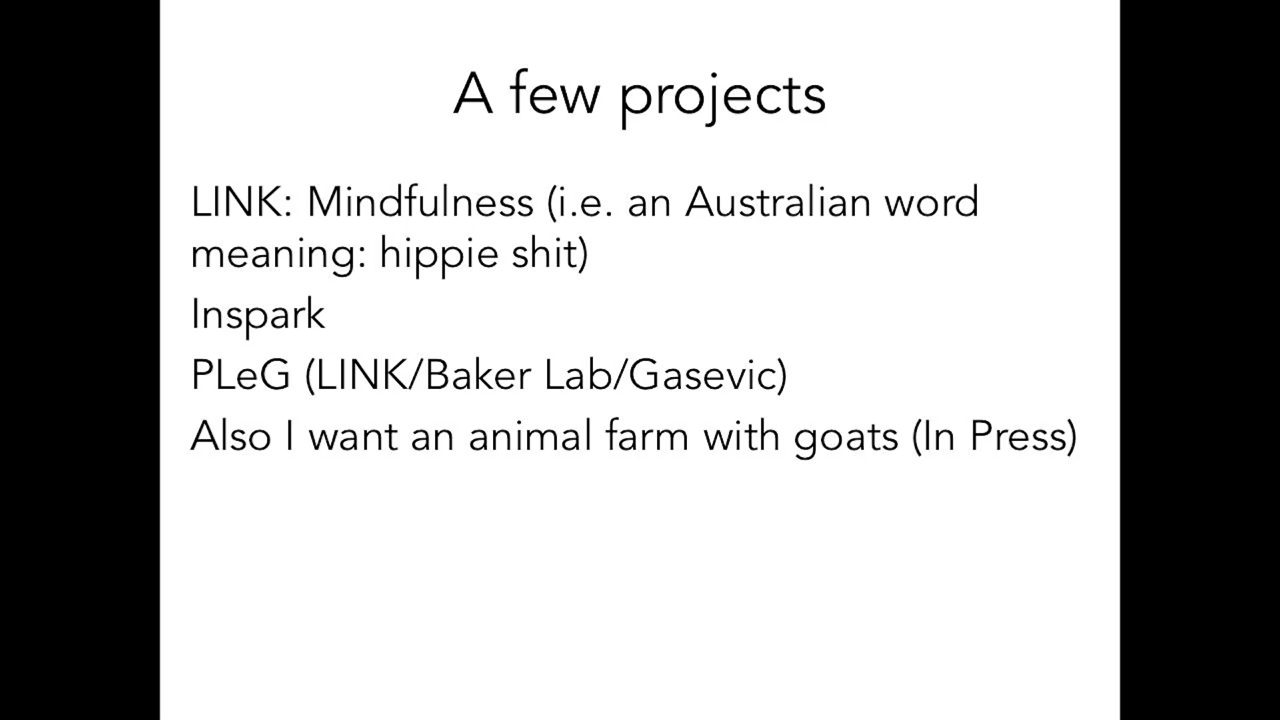 A few projects
LINK: Mindfulness (i.e. an Australian word
meaning: hippie shit)
Inspark
PLeG (LINK/Baker Lab/Gasevic)
Also I want an animal farm with goats (In Press)